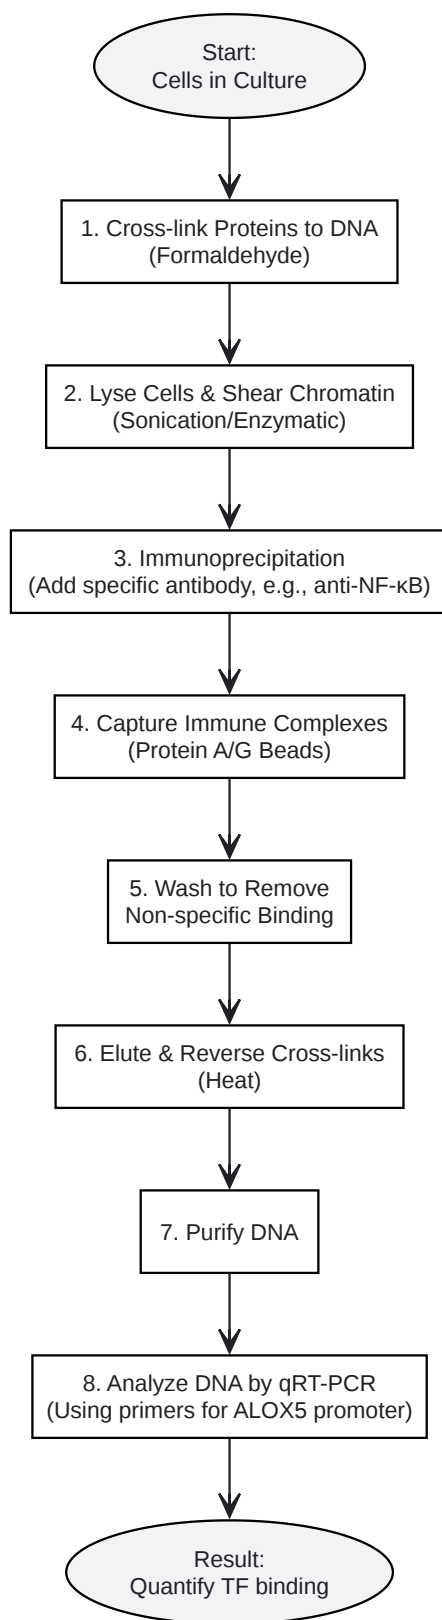 Start:
Cells in Culture
1. Cross-link Proteins to DNA
(Formaldehyde)
2. Lyse Cells & Shear Chromatin
(Sonication/Enzymatic)
3. Immunoprecipitation
(Add specific antibody, e.g., anti-NF-κB)
4. Capture Immune Complexes
(Protein A/G Beads)
5. Wash to Remove
Non-specific Binding
6. Elute & Reverse Cross-links
(Heat)
7. Purify DNA
8. Analyze DNA by qRT-PCR
(Using primers for ALOX5 promoter)
Result:
Quantify TF binding